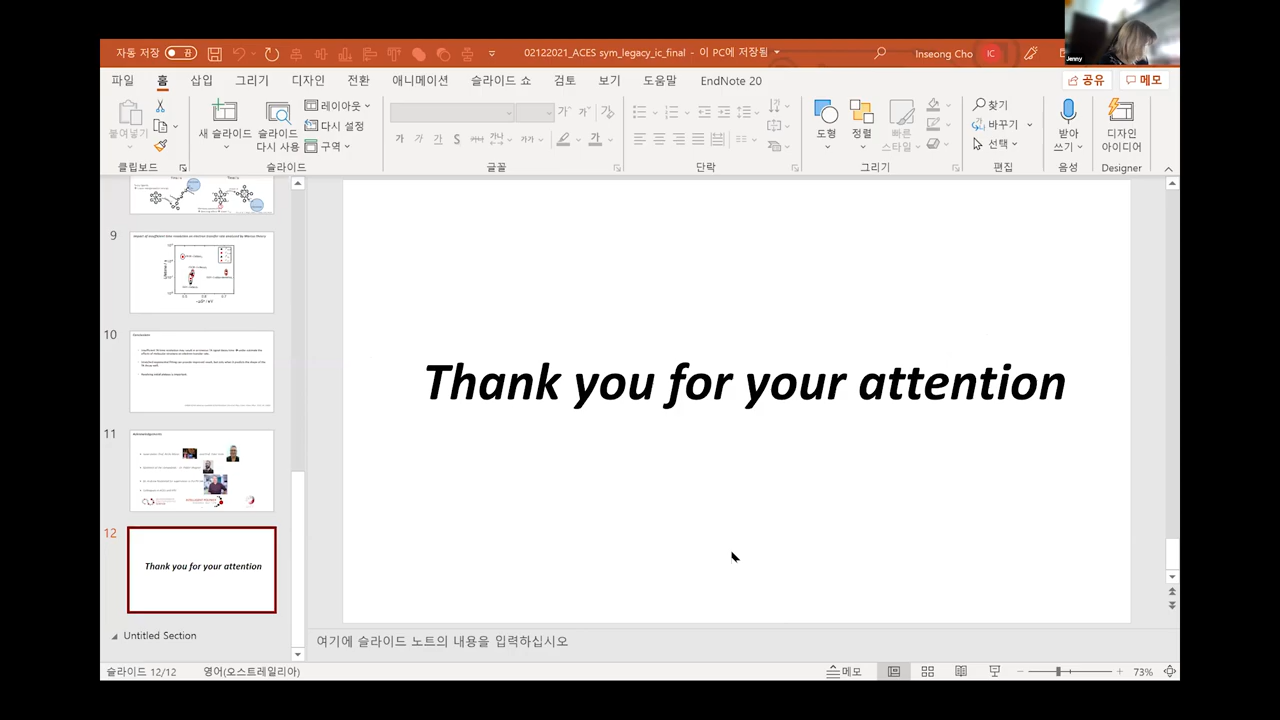 Jenny
자동 저장 끔
02122021_ACES sym_legacy_ic_final - 이 PC에 저장됨
Inseong Cho IC
파일 홈 삽입 그리기 디자인 전환 애니메이션 슬라이드 쇼 검토 보기 도움말 EndNote 20 공유 메모
붙여넣기
새 슬라이드
슬라이드 다시 사용
레이아웃
다시 설정
구역
가
도형
정렬
빠른 스타일
찾기
바꾸기
선택
받아쓰기
디자인 아이디어
클립보드 슬라이드 글꼴 단락 그리기 편집 음성 Designer
9
10
11
12
Thank you for your attention
Untitled Section
Thank you for your attention
여기에 슬라이드 노트의 내용을 입력하십시오
슬라이드 12/12 영어(오스트레일리아) 메모 73%